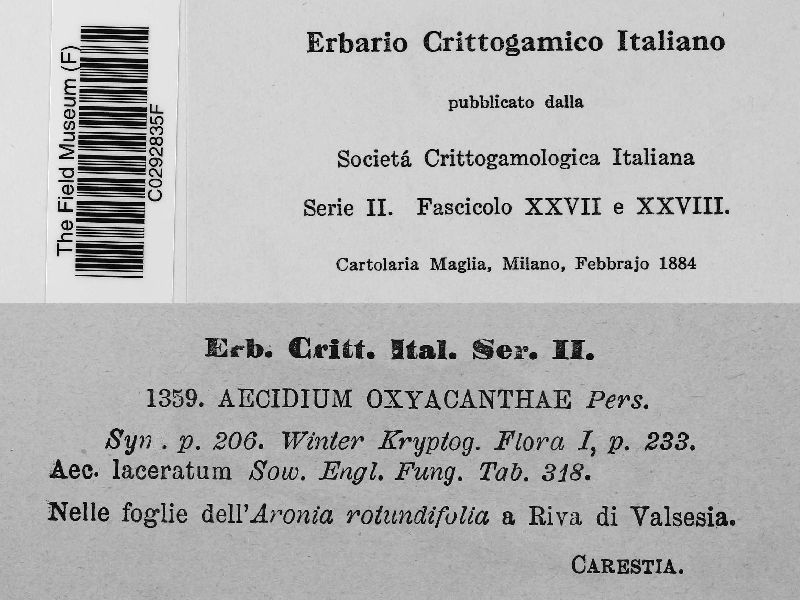 The Field Museum (F)
C0292835F
Erbario Crittogamico Italiano
pubblicato dalla
Societá Crittogamologica Italiana
Serie II. Fascicolo XXVII e XXVIII.
Cartolaria Maglia, Milano, Febbrajo 1884
Erb. Critt. Ital. Ser. II.
1359. AECIDIUM OXYACANTHAE Pers.
Syn. p. 206. Winter Kryptog. Flora I, p. 233.
Aec. laceratum Sow. Engl. Fung. Tab. 318.
Nelle foglie dell'Aronia rotundifolia a Riva di Valsesia.
CARESTIA.